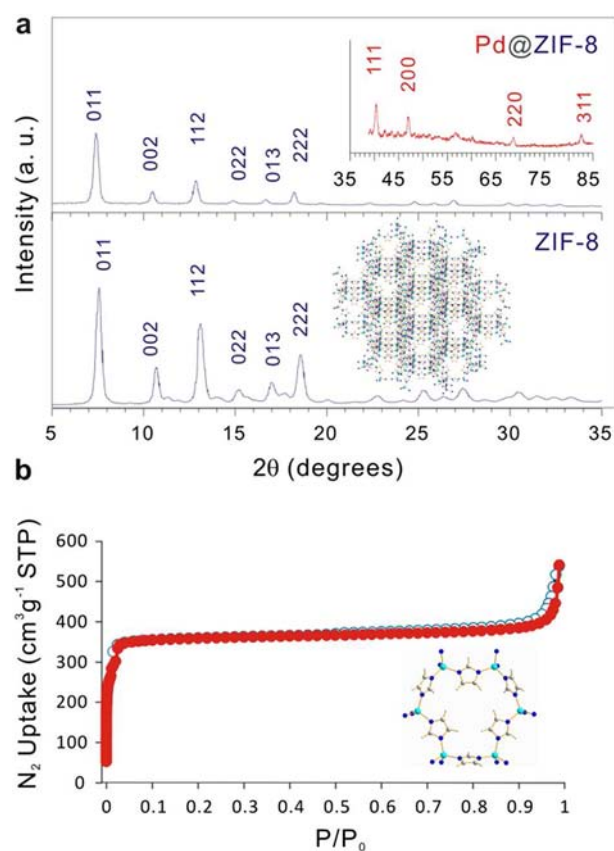 a
Pd@ZIF-8
111
200
220
311
35 45 55 65 75 85
011
002
112
022
013
222
ZIF-8
011
002
112
022
013
222
Intensity (a. u.)
5 10 15 20 25 30 35
2θ (degrees)
b
600
500
400
300
200
100
0
N₂ Uptake (cm³g⁻¹ STP)
0 0.1 0.2 0.3 0.4 0.5 0.6 0.7 0.8 0.9 1
P/P₀